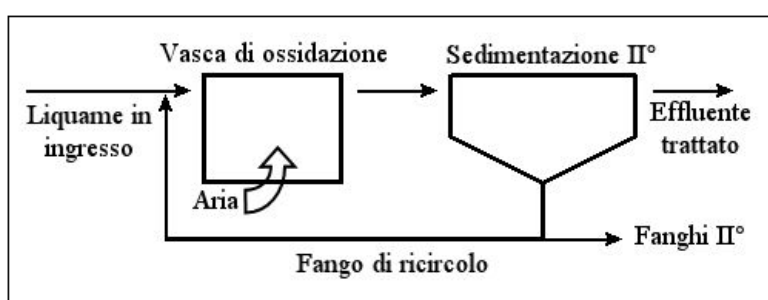 Vasca di ossidazione
Sedimentazione II°
Liquame in
ingresso
Effluente
trattato
Aria
Fanghi II°
Fango di ricircolo